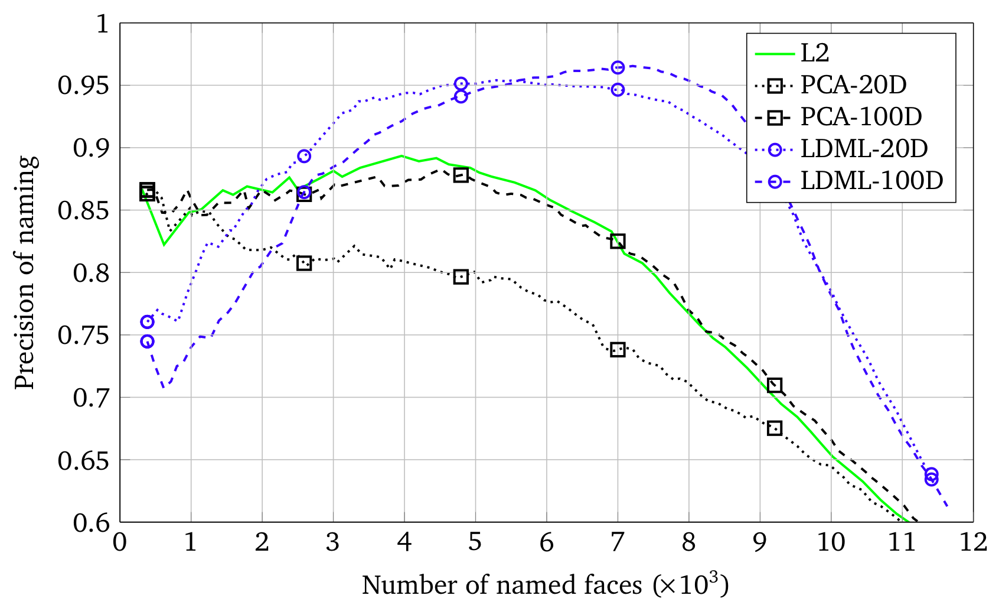 1
0.95
0.9
0.85
0.8
0.75
0.7
0.65
0.6
Precision of naming
L2
PCA-20D
PCA-100D
LDML-20D
LDML-100D
0 1 2 3 4 5 6 7 8 9 10 11 12
Number of named faces (×10³)